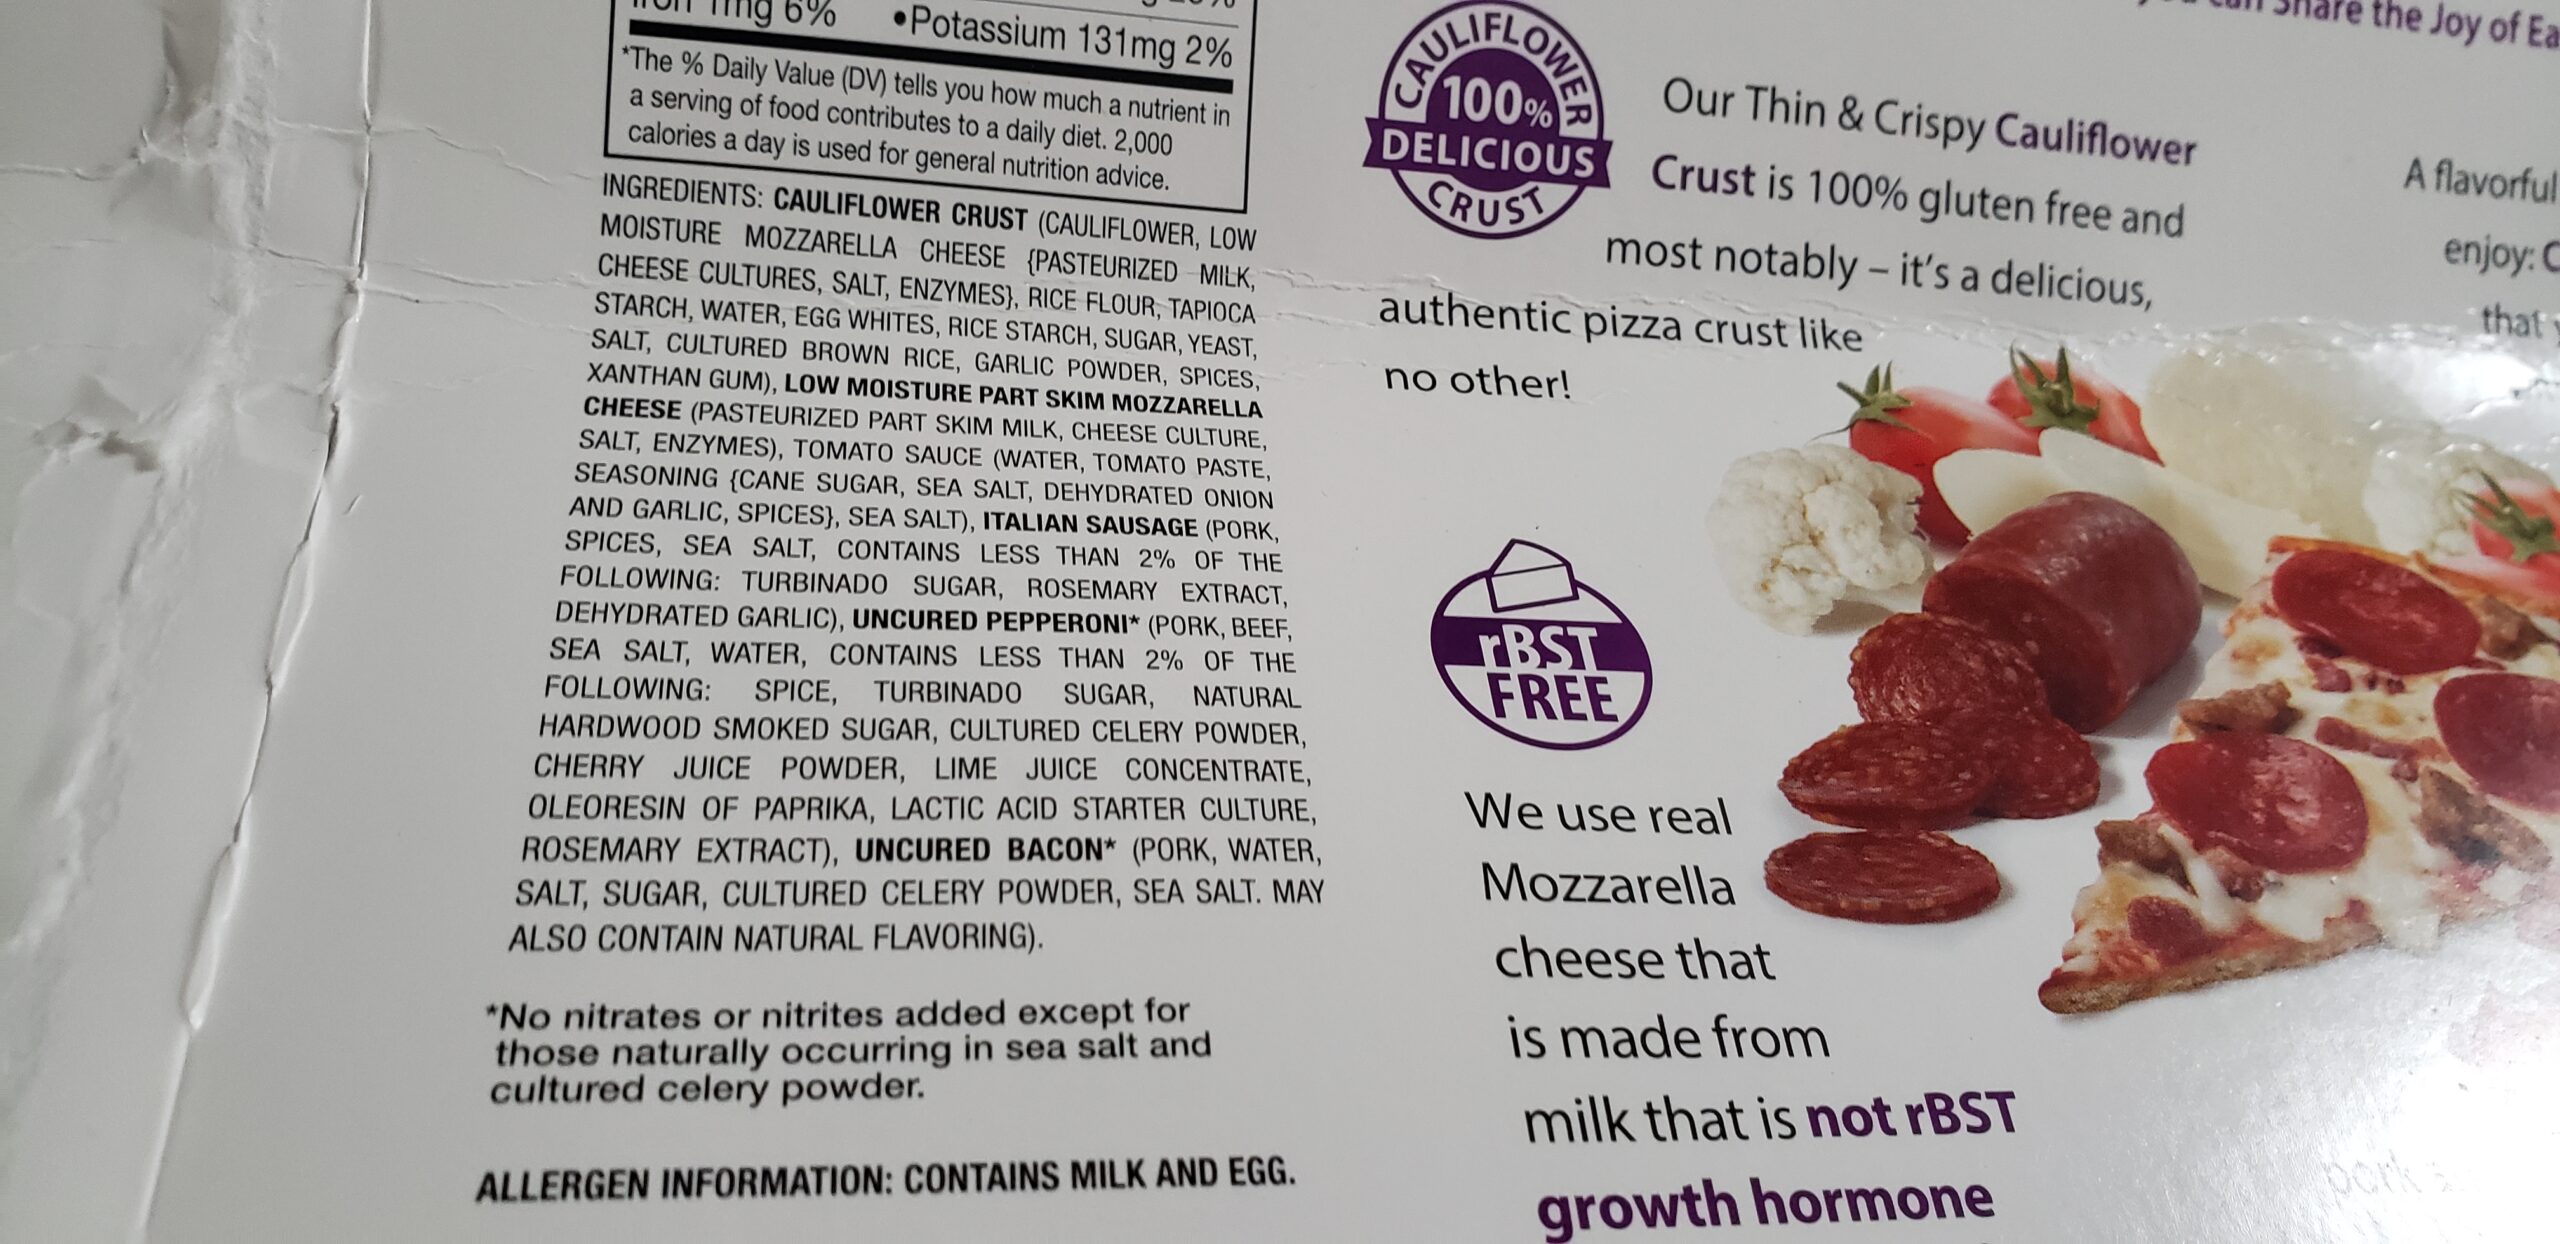 6%
•Potassium 131mg 2%
*The % Daily Value (DV) tells you how much a nutrient in
a serving of food contributes to a daily diet. 2,000
calories a day is used for general nutrition advice.
INGREDIENTS: CAULIFLOWER CRUST (CAULIFLOWER, LOW
MOISTURE MOZZARELLA CHEESE {PASTEURIZED MILK,
CHEESE CULTURES, SALT, ENZYMES}, RICE FLOUR, TAPIOCA
STARCH, WATER, EGG WHITES, RICE STARCH, SUGAR, YEAST,
SALT, CULTURED BROWN RICE, GARLIC POWDER, SPICES,
XANTHAN GUM), LOW MOISTURE PART SKIM MOZZARELLA
CHEESE (PASTEURIZED PART SKIM MILK, CHEESE CULTURE,
SALT, ENZYMES), TOMATO SAUCE (WATER, TOMATO PASTE,
SEASONING {CANE SUGAR, SEA SALT, DEHYDRATED ONION
AND GARLIC, SPICES}, SEA SALT), ITALIAN SAUSAGE (PORK,
SPICES, SEA SALT, CONTAINS LESS THAN 2% OF THE
FOLLOWING: TURBINADO SUGAR, ROSEMARY EXTRACT,
DEHYDRATED GARLIC), UNCURED PEPPERONI* (PORK, BEEF,
SEA SALT, WATER, CONTAINS LESS THAN 2% OF THE
FOLLOWING: SPICE, TURBINADO SUGAR, NATURAL
HARDWOOD SMOKED SUGAR, CULTURED CELERY POWDER,
CHERRY JUICE POWDER, LIME JUICE CONCENTRATE,
OLEORESIN OF PAPRIKA, LACTIC ACID STARTER CULTURE,
ROSEMARY EXTRACT), UNCURED BACON* (PORK, WATER,
SALT, SUGAR, CULTURED CELERY POWDER, SEA SALT. MAY
ALSO CONTAIN NATURAL FLAVORING).
*No nitrates or nitrites added except for
those naturally occurring in sea salt and
cultured celery powder.
ALLERGEN INFORMATION: CONTAINS MILK AND EGG.
CAULIFLOWER
100%
DELICIOUS
CRUST
Our Thin & Crispy Cauliflower
Crust is 100% gluten free and
most notably – it's a delicious,
authentic pizza crust like
no other!
rBST
FREE
We use real
Mozzarella
cheese that
is made from
milk that is not rBST
growth hormone
Share the Joy of
A flavorful
enjoy:
that